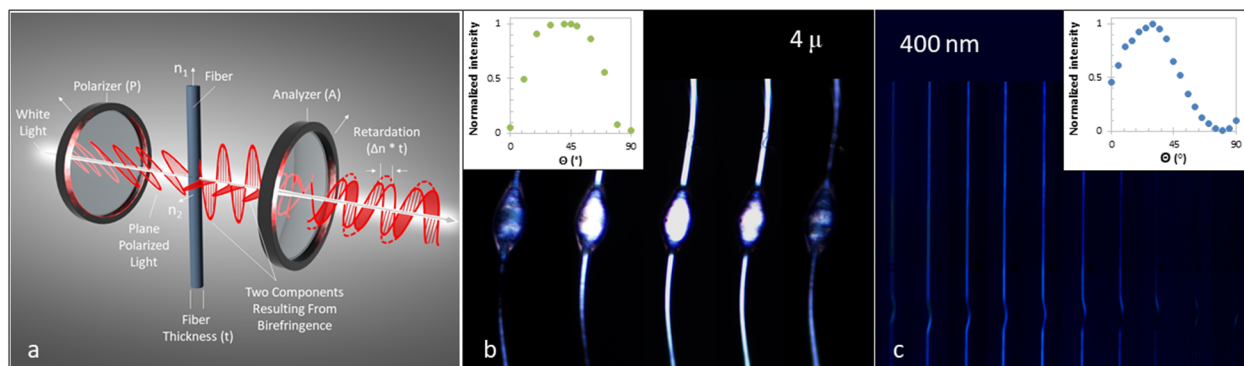 n₁
Fiber
Polarizer (P)
White
Light
Analyzer (A)
Retardation
(Δn * t)
n₂
Plane
Polarized
Light
Two Components
Resulting From
Birefringence
Fiber
Thickness (t)
a
Normalized intensity
1
0.5
0
0
45
90
Θ (°)
4 μ
b
400 nm
Normalized intensity
1
0.5
0
0
45
90
Θ (°)
c